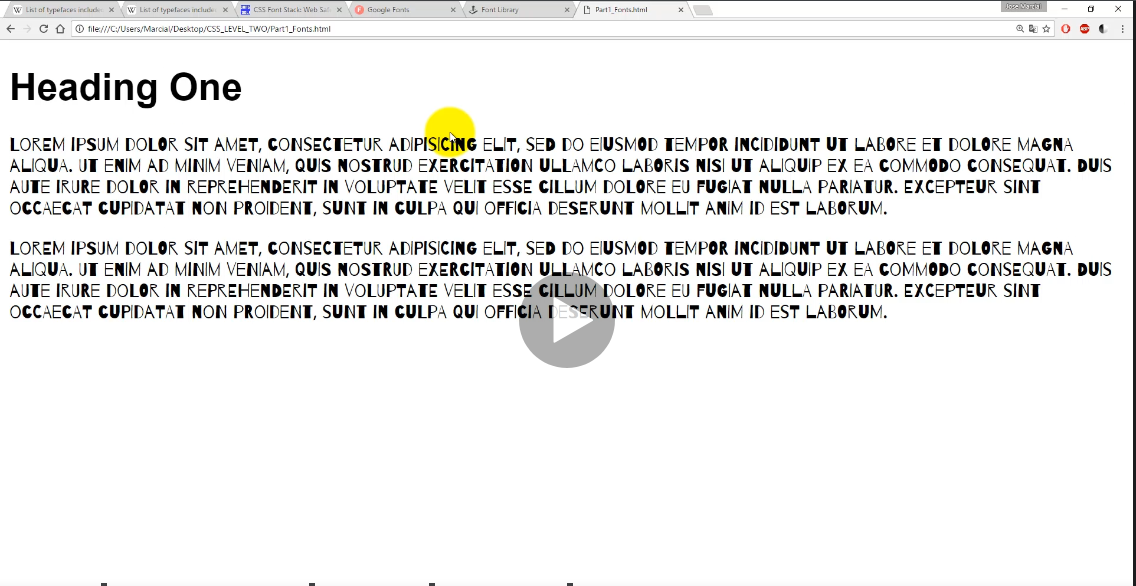 List of typefaces include
List of typefaces include
CSS Font Stack: Web Saf
Google Fonts
Font Library
Part1_Fonts.html
Jose Marcial
file:///C:/Users/Marcial/Desktop/CSS_LEVEL_TWO/Part1_Fonts.html
Heading One
LOREM IPSUM DOLOR SIT AMET, CONSECTETUR ADIPISICING ELIT, SED DO EIUSMOD TEMPOR INCIDIDUNT UT LABORE ET DOLORE MAGNA
ALIQUA. UT ENIM AD MINIM VENIAM, QUIS NOSTRUD EXERCITATION ULLAMCO LABORIS NISI UT ALIQUIP EX EA COMMODO CONSEQUAT. DUIS
AUTE IRURE DOLOR IN REPREHENDERIT IN VOLUPTATE VELIT ESSE CILLUM DOLORE EU FUGIAT NULLA PARIATUR. EXCEPTEUR SINT
OCCAECAT CUPIDATAT NON PROIDENT, SUNT IN CULPA QUI OFFICIA DESERUNT MOLLIT ANIM ID EST LABORUM.
LOREM IPSUM DOLOR SIT AMET, CONSECTETUR ADIPISICING ELIT, SED DO EIUSMOD TEMPOR INCIDIDUNT UT LABORE ET DOLORE MAGNA
ALIQUA. UT ENIM AD MINIM VENIAM, QUIS NOSTRUD EXERCITATION ULLAMCO LABORIS NISI UT ALIQUIP EX EA COMMODO CONSEQUAT. DUIS
AUTE IRURE DOLOR IN REPREHENDERIT IN VOLUPTATE VELIT ESSE CILLUM DOLORE EU FUGIAT NULLA PARIATUR. EXCEPTEUR SINT
OCCAECAT CUPIDATAT NON PROIDENT, SUNT IN CULPA QUI OFFICIA DESERUNT MOLLIT ANIM ID EST LABORUM.